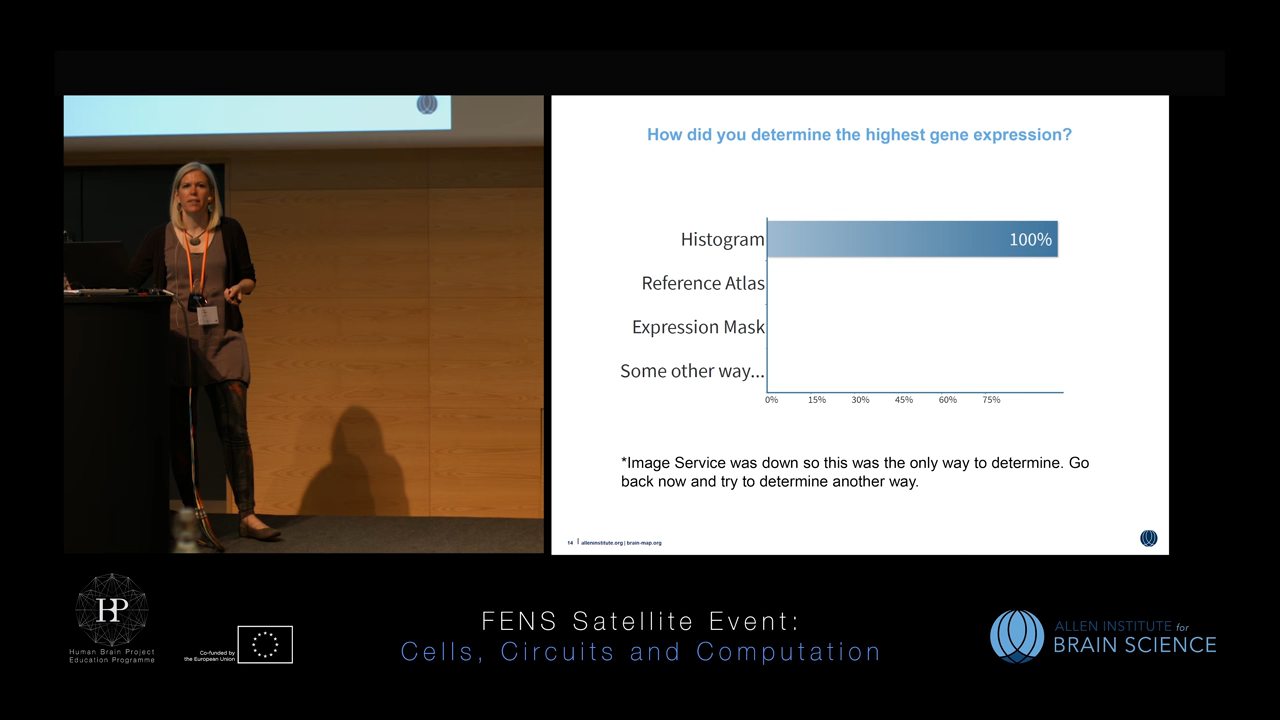 How did you determine the highest gene expression?
Histogram
100%
Reference Atlas
Expression Mask
Some other way...
0% 15% 30% 45% 60% 75%
*Image Service was down so this was the only way to determine. Go
back now and try to determine another way.
14 | alleninstitute.org | brain-map.org
HBP
Human Brain Project
Education Programme
Co-funded by
the European Union
FENS Satellite Event:
Cells, Circuits and Computation
ALLEN INSTITUTE for
BRAIN SCIENCE